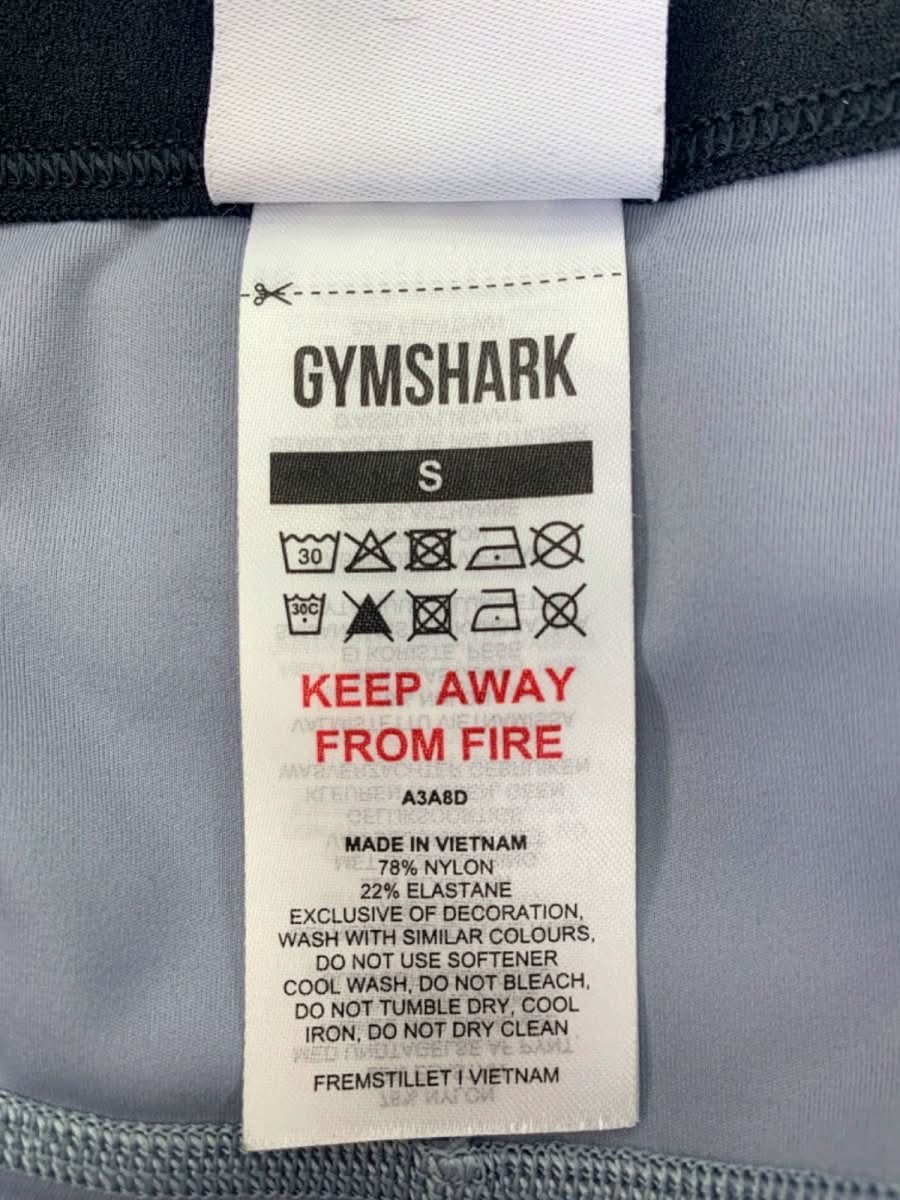 GYMSHARK
S
30
30C
KEEP AWAY
FROM FIRE
A3A8D
MADE IN VIETNAM
78% NYLON
22% ELASTANE
EXCLUSIVE OF DECORATION,
WASH WITH SIMILAR COLOURS,
DO NOT USE SOFTENER
COOL WASH, DO NOT BLEACH,
DO NOT TUMBLE DRY, COOL
IRON, DO NOT DRY CLEAN
FREMSTILLET I VIETNAM